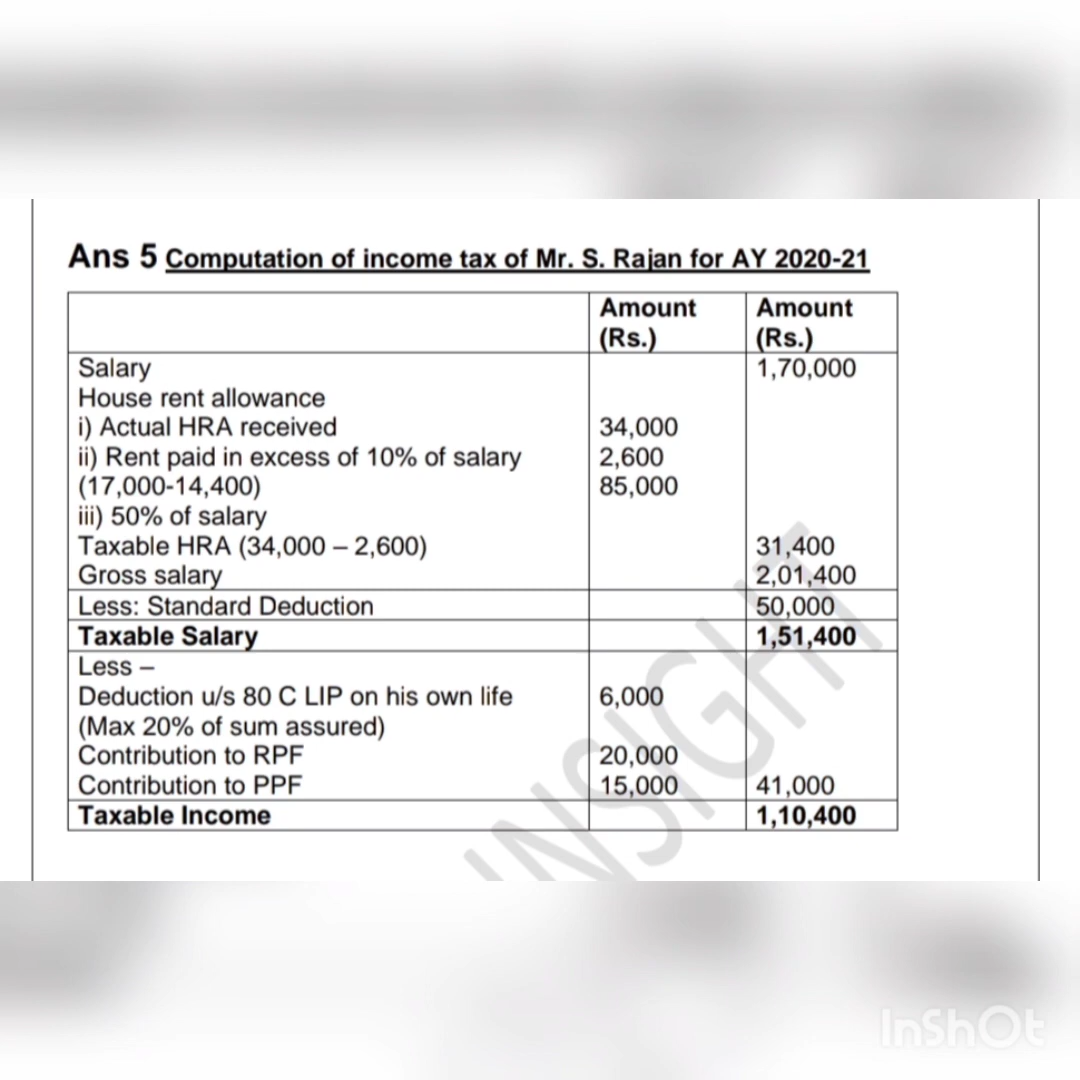 Ans 5 Computation of income tax of Mr. S. Rajan for AY 2020-21
Amount (Rs.) Amount (Rs.)
Salary 1,70,000
House rent allowance
i) Actual HRA received 34,000
ii) Rent paid in excess of 10% of salary 2,600
(17,000-14,400) 85,000
iii) 50% of salary
Taxable HRA (34,000 – 2,600) 31,400
Gross salary 2,01,400
Less: Standard Deduction 50,000
Taxable Salary 1,51,400
Less –
Deduction u/s 80 C LIP on his own life 6,000
(Max 20% of sum assured)
Contribution to RPF 20,000
Contribution to PPF 15,000 41,000
Taxable Income 1,10,400
INSIGHT
InShOt